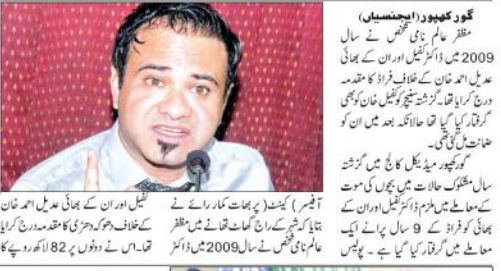 گورکھپور (ایجنسیاں)
مظفر عالم نامی شخص نے سال
2009 میں ڈاکٹر کفیل اور ان کے بھائی
عدیل احمد خان کے خلاف فراڈ کا مقدمہ
درج کرایا تھا۔ گزشتہ سنیچر کو کفیل خان کو بھی
گرفتار کیا گیا تھا حالانکہ بعد میں ان کو
ضمانت مل گئی تھی۔
گورکھپور میڈیکل کالج میں گزشتہ
سال مشکوک حالات میں بچوں کی موت
کے معاملے میں ملزم ڈاکٹر کفیل اور ان کے
بھائی کو فراڈ کے 9 سال پرانے ایک
معاملے میں گرفتار کیا گیا ہے ۔ پولیس
آفیسر ( کینٹ ) پربھات کمار رائے نے
بتایا کہ شہر کے راج گھاٹ تھانے میں مظفر
عالم نامی شخص نے سال 2009 میں ڈاکٹر
کفیل اور ان کے بھائی عدیل احمد خان
کے خلاف دھوکہ دھڑی کا مقدمہ درج کرایا
تھا۔ اس نے دونوں پر 82 لاکھ روپے کا